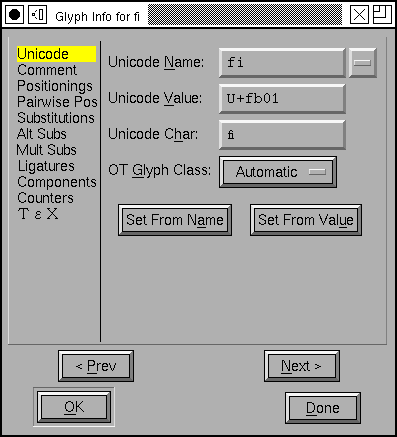 Glyph Info for fi
Unicode
Comment
Positionings
Pairwise Pos
Substitutions
Alt Subs
Mult Subs
Ligatures
Components
Counters
Τ ε Χ
Unicode Name: fi
Unicode Value: U+fb01
Unicode Char: ﬁ
OT Glyph Class: Automatic
Set From Name Set From Value
< Prev Next >
OK Done